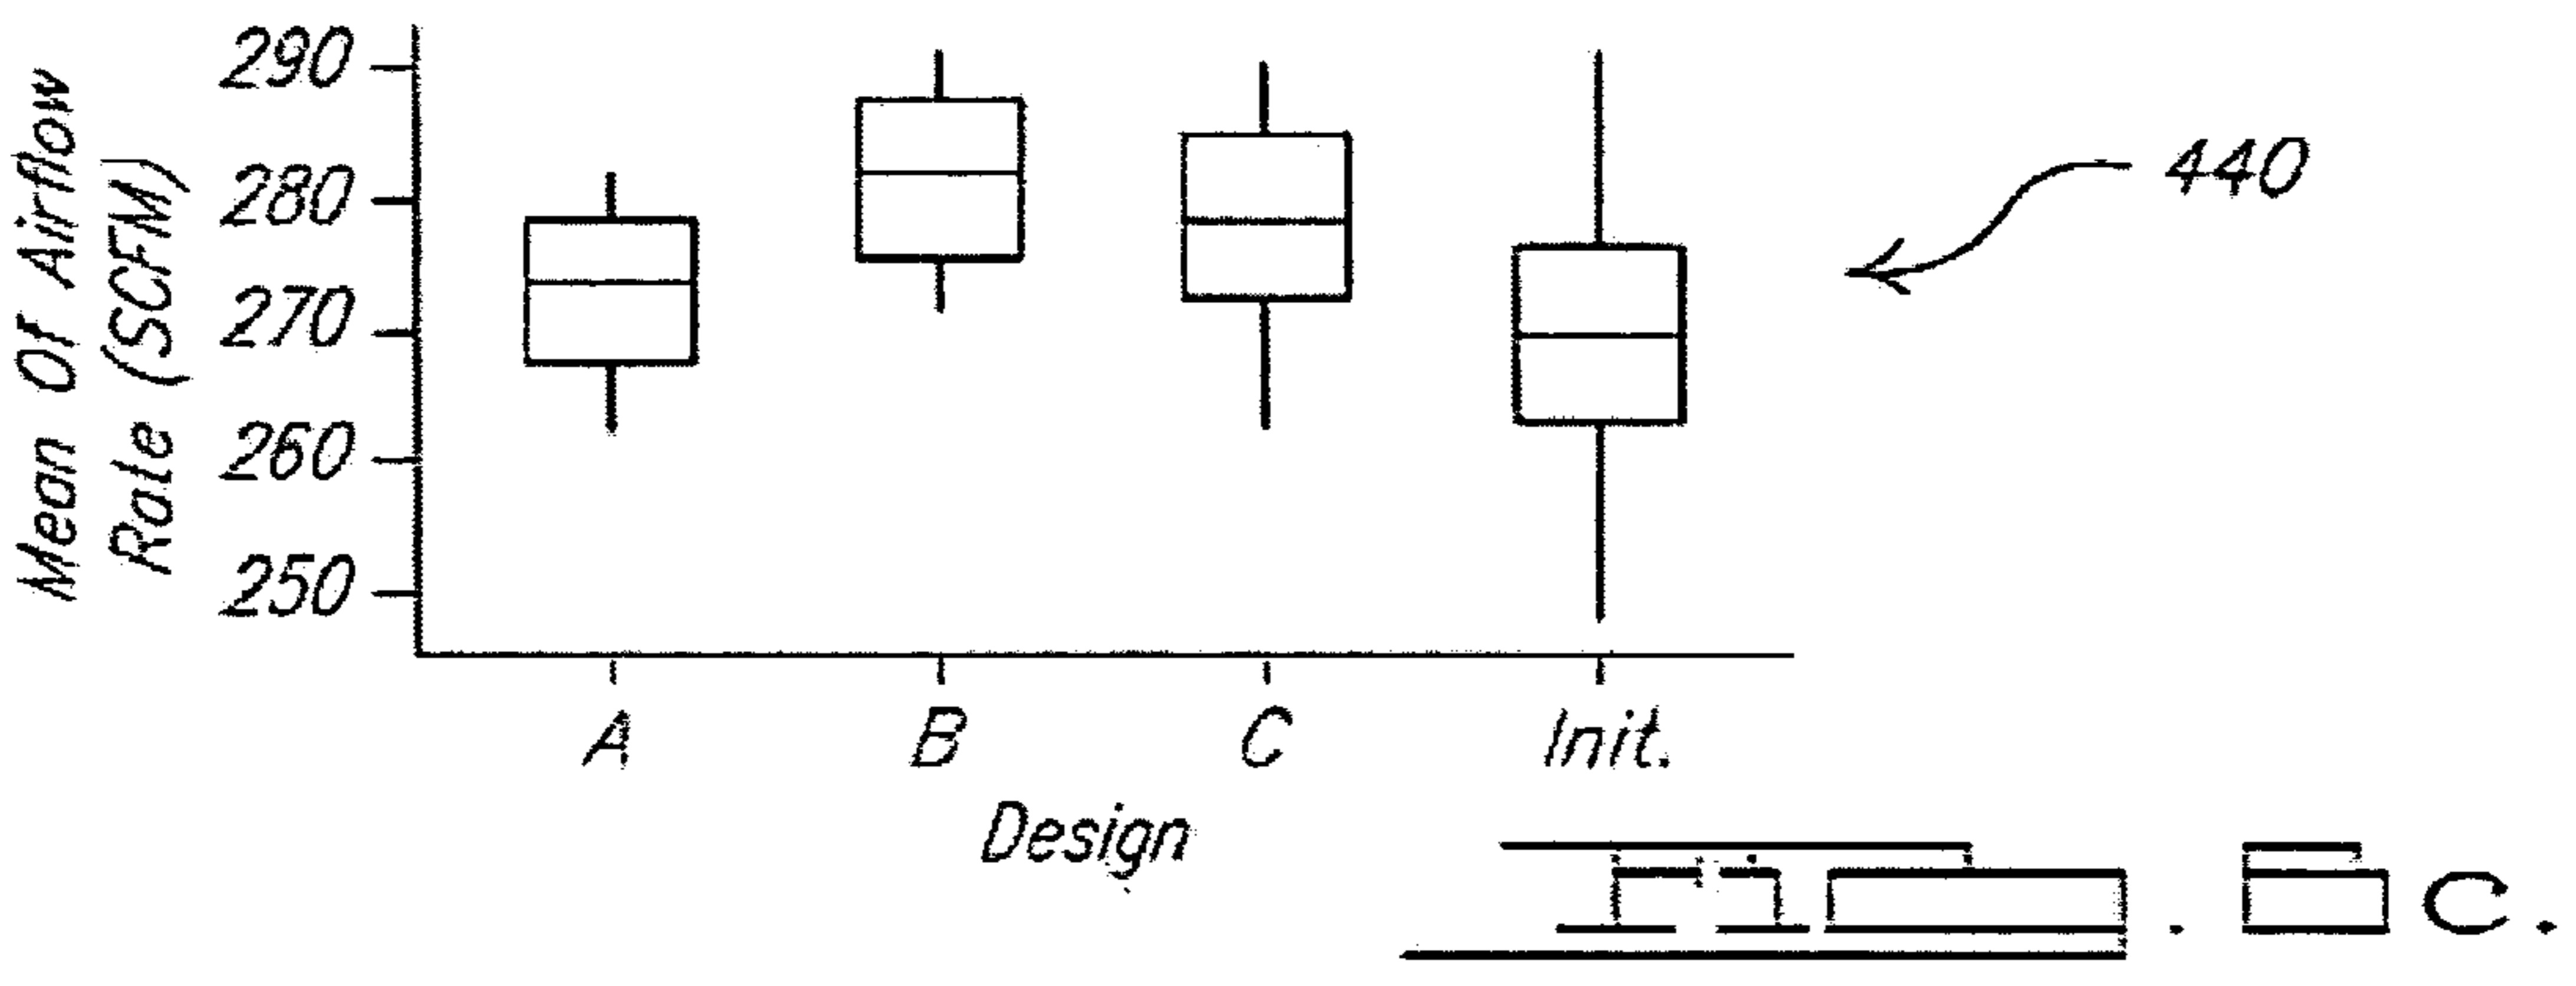 Mean Of Airflow
Rate (SCFM)
290
280
270
260
250
440
A B C Init.
Design
C.